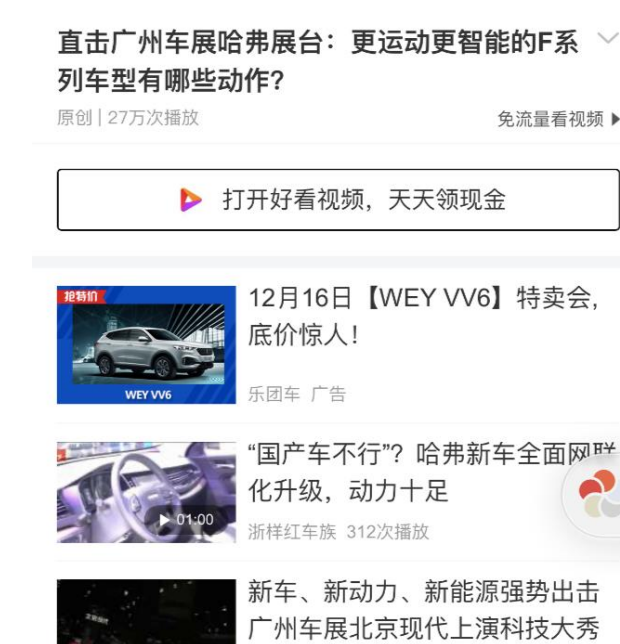 直击广州车展哈弗展台：更运动更智能的F系
列车型有哪些动作?
原创 | 27万次播放
免流量看视频
打开好看视频，天天领现金
抢特价
WEY VV6
12月16日【WEY VV6】特卖会,
底价惊人!
乐团车 广告
01:00
“国产车不行”？哈弗新车全面网联
化升级，动力十足
浙样红车族 312次播放
新车、新动力、新能源强势出击
广州车展北京现代上演科技大秀